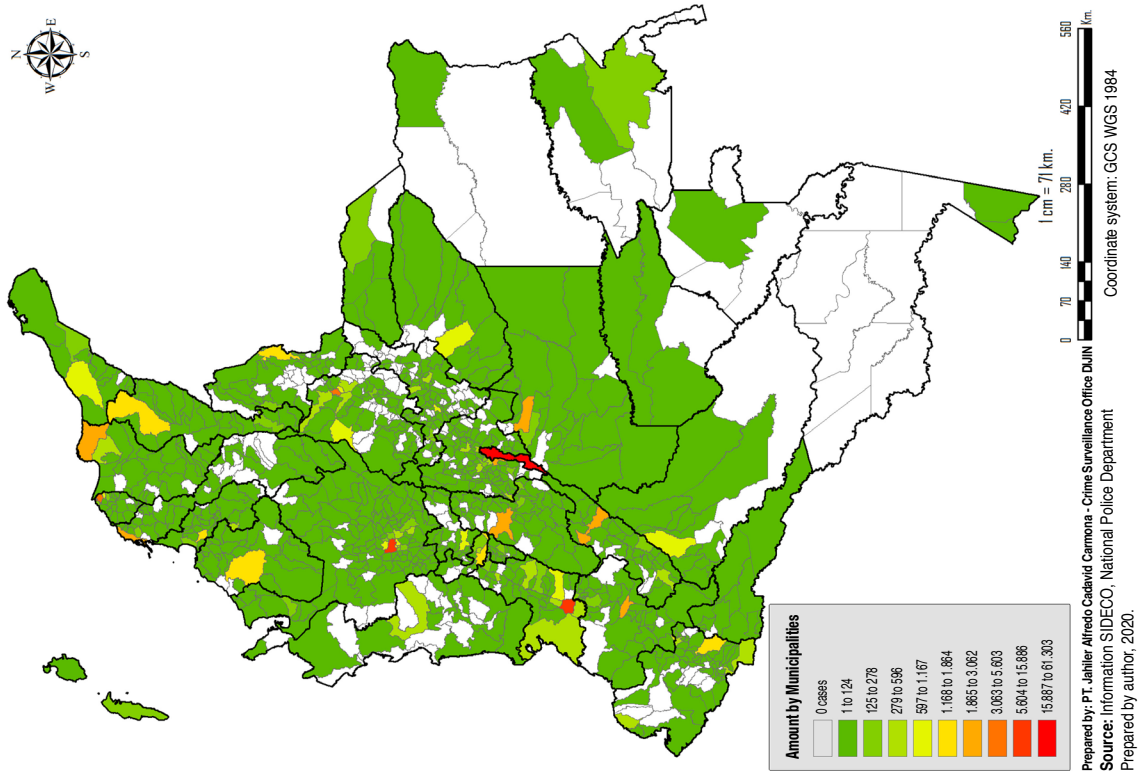 N
W E
S
Amount by Municipalities
0 cases
1 to 124
125 to 278
279 to 596
597 to 1.167
1.168 to 1.864
1.865 to 3.062
3.063 to 5.603
5.604 to 15.886
15.887 to 61.303
1 cm = 71 km.
0 70 140 280 420 560 Km.
Coordinate system: GCS WGS 1984
Prepared by: PT. Jahiler Alfredo Cadavid Carmona - Crime Surveillance Office DIJIN
Source: Information SIDECO, National Police Department
Prepared by author, 2020.